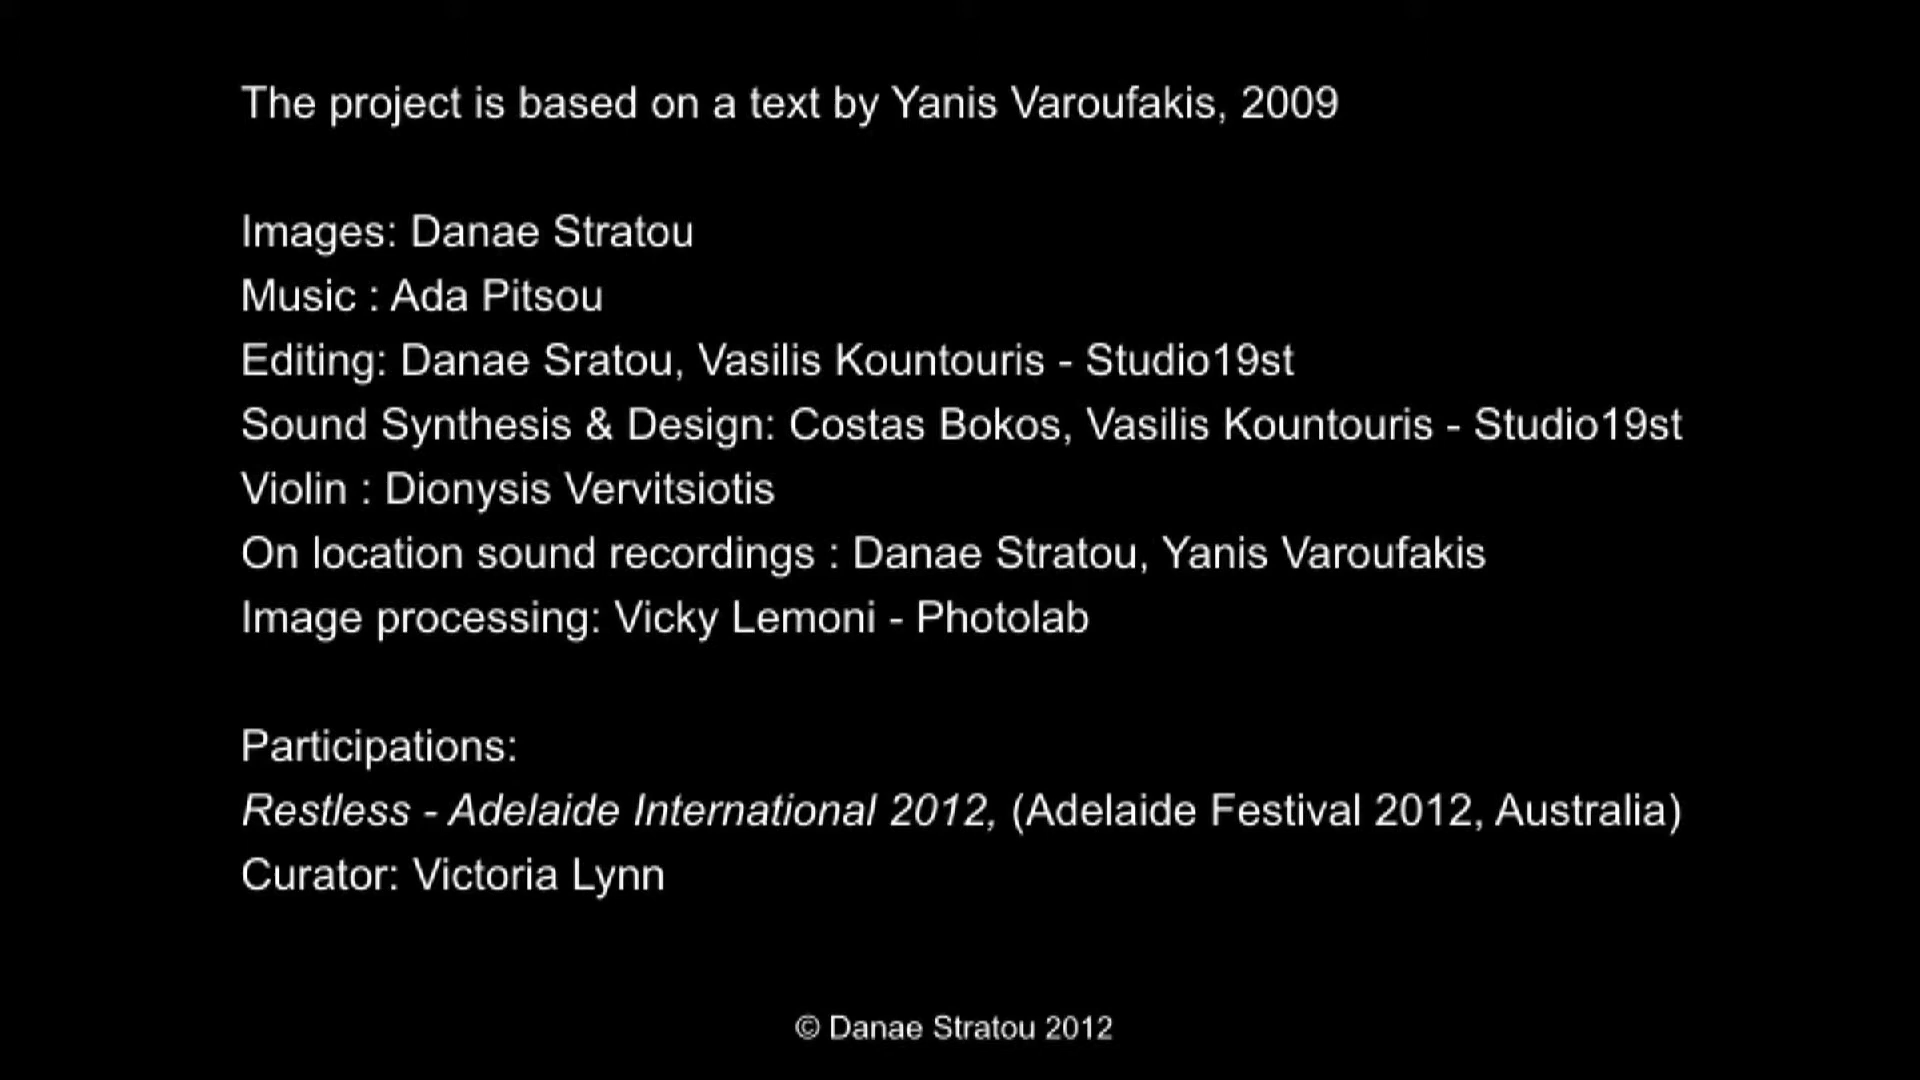 The project is based on a text by Yanis Varoufakis, 2009
Images: Danae Stratou
Music : Ada Pitsou
Editing: Danae Sratou, Vasilis Kountouris - Studio19st
Sound Synthesis & Design: Costas Bokos, Vasilis Kountouris - Studio19st
Violin : Dionysis Vervitsiotis
On location sound recordings : Danae Stratou, Yanis Varoufakis
Image processing: Vicky Lemoni - Photolab
Participations:
Restless - Adelaide International 2012, (Adelaide Festival 2012, Australia)
Curator: Victoria Lynn
© Danae Stratou 2012